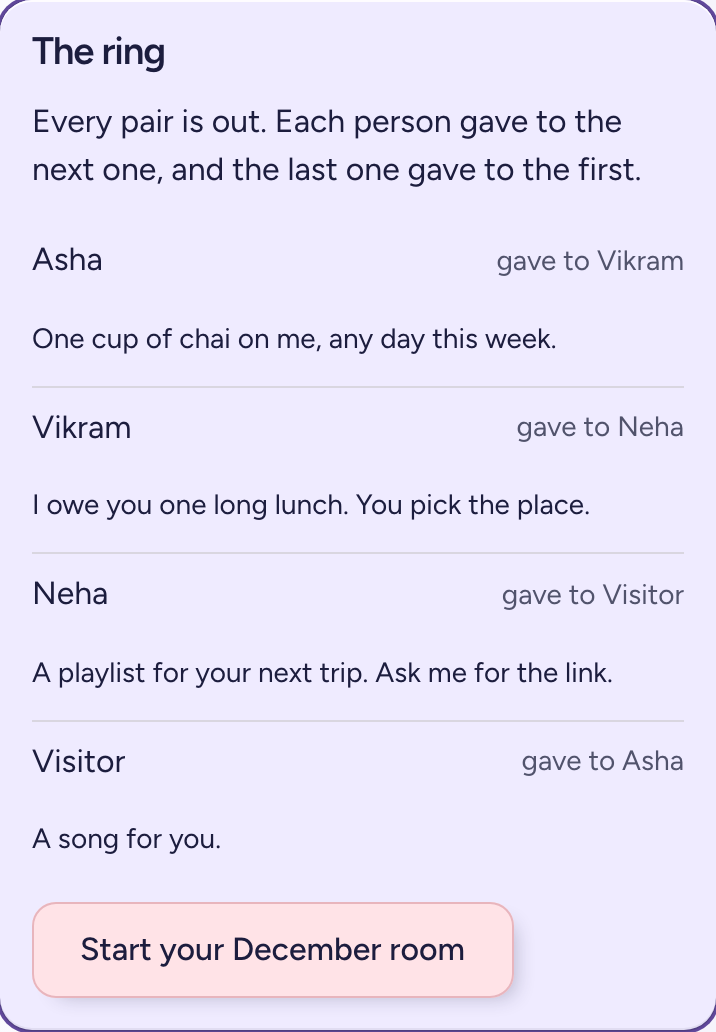 The ring
Every pair is out. Each person gave to the
next one, and the last one gave to the first.
Asha
gave to Vikram
One cup of chai on me, any day this week.
Vikram
gave to Neha
I owe you one long lunch. You pick the place.
Neha
gave to Visitor
A playlist for your next trip. Ask me for the link.
Visitor
gave to Asha
A song for you.
Start your December room